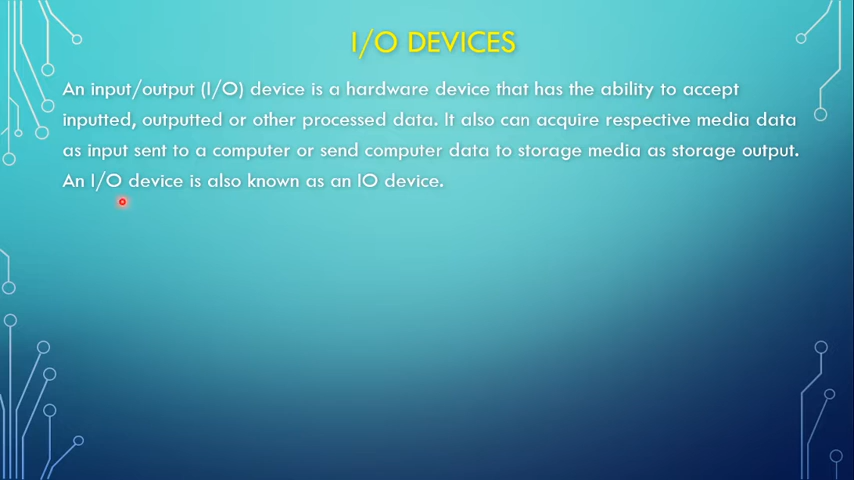 I/O DEVICES
An input/output (I/O) device is a hardware device that has the ability to accept
inputted, outputted or other processed data. It also can acquire respective media data
as input sent to a computer or send computer data to storage media as storage output.
An I/O device is also known as an IO device.